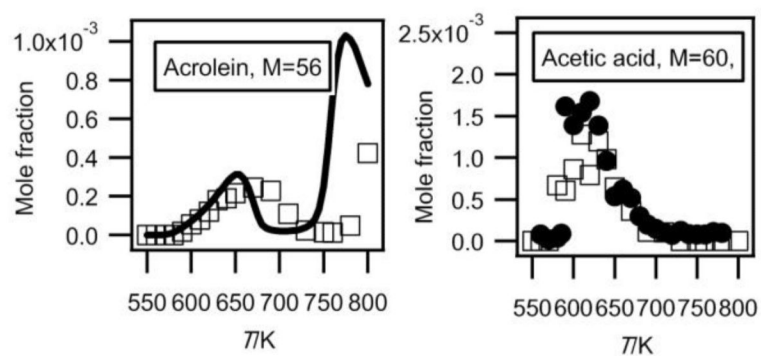 1.0x10-3
0.8
0.6
0.4
0.2
0.0
Mole fraction
Acrolein, M=56
550 600 650 700 750 800
T/K
2.5x10-3
2.0
1.5
1.0
0.5
0.0
Mole fraction
Acetic acid, M=60,
550 600 650 700 750 800
T/K